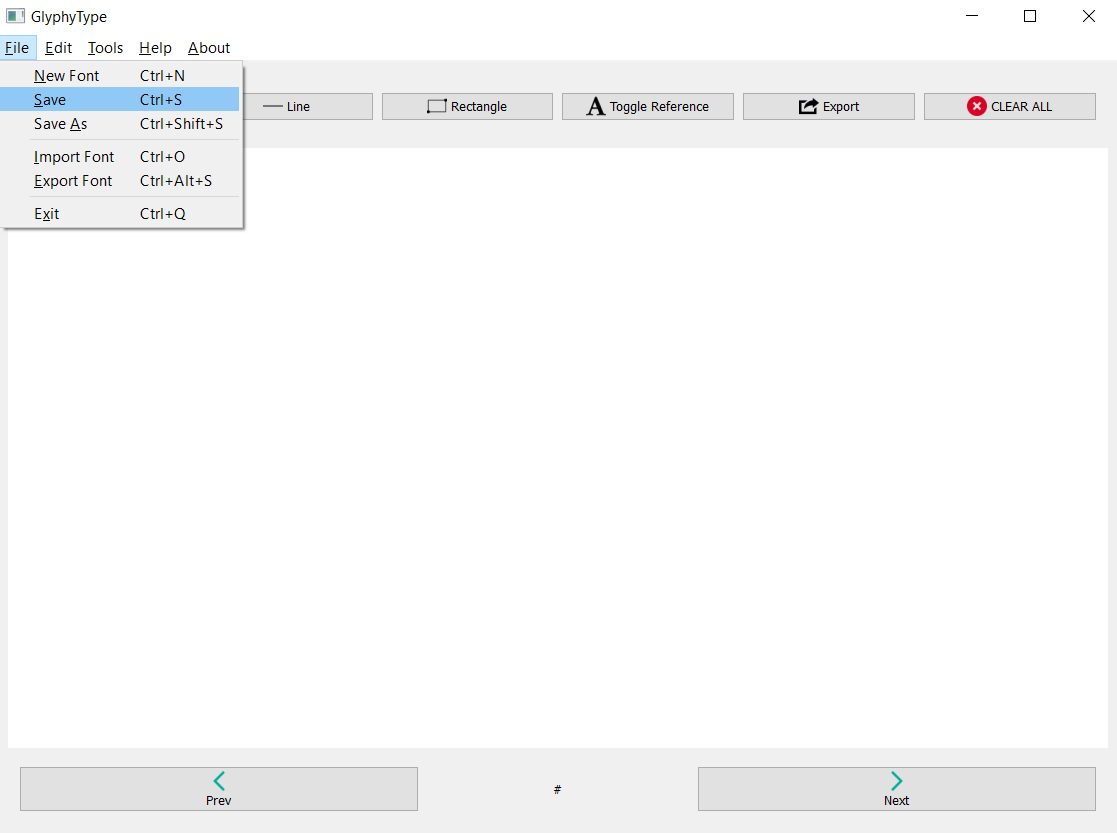 GlyphyType
File Edit Tools Help About
New Font Ctrl+N
Save Ctrl+S
Save As Ctrl+Shift+S
Import Font Ctrl+O
Export Font Ctrl+Alt+S
Exit Ctrl+Q
Line Rectangle A Toggle Reference Export CLEAR ALL
Prev # Next